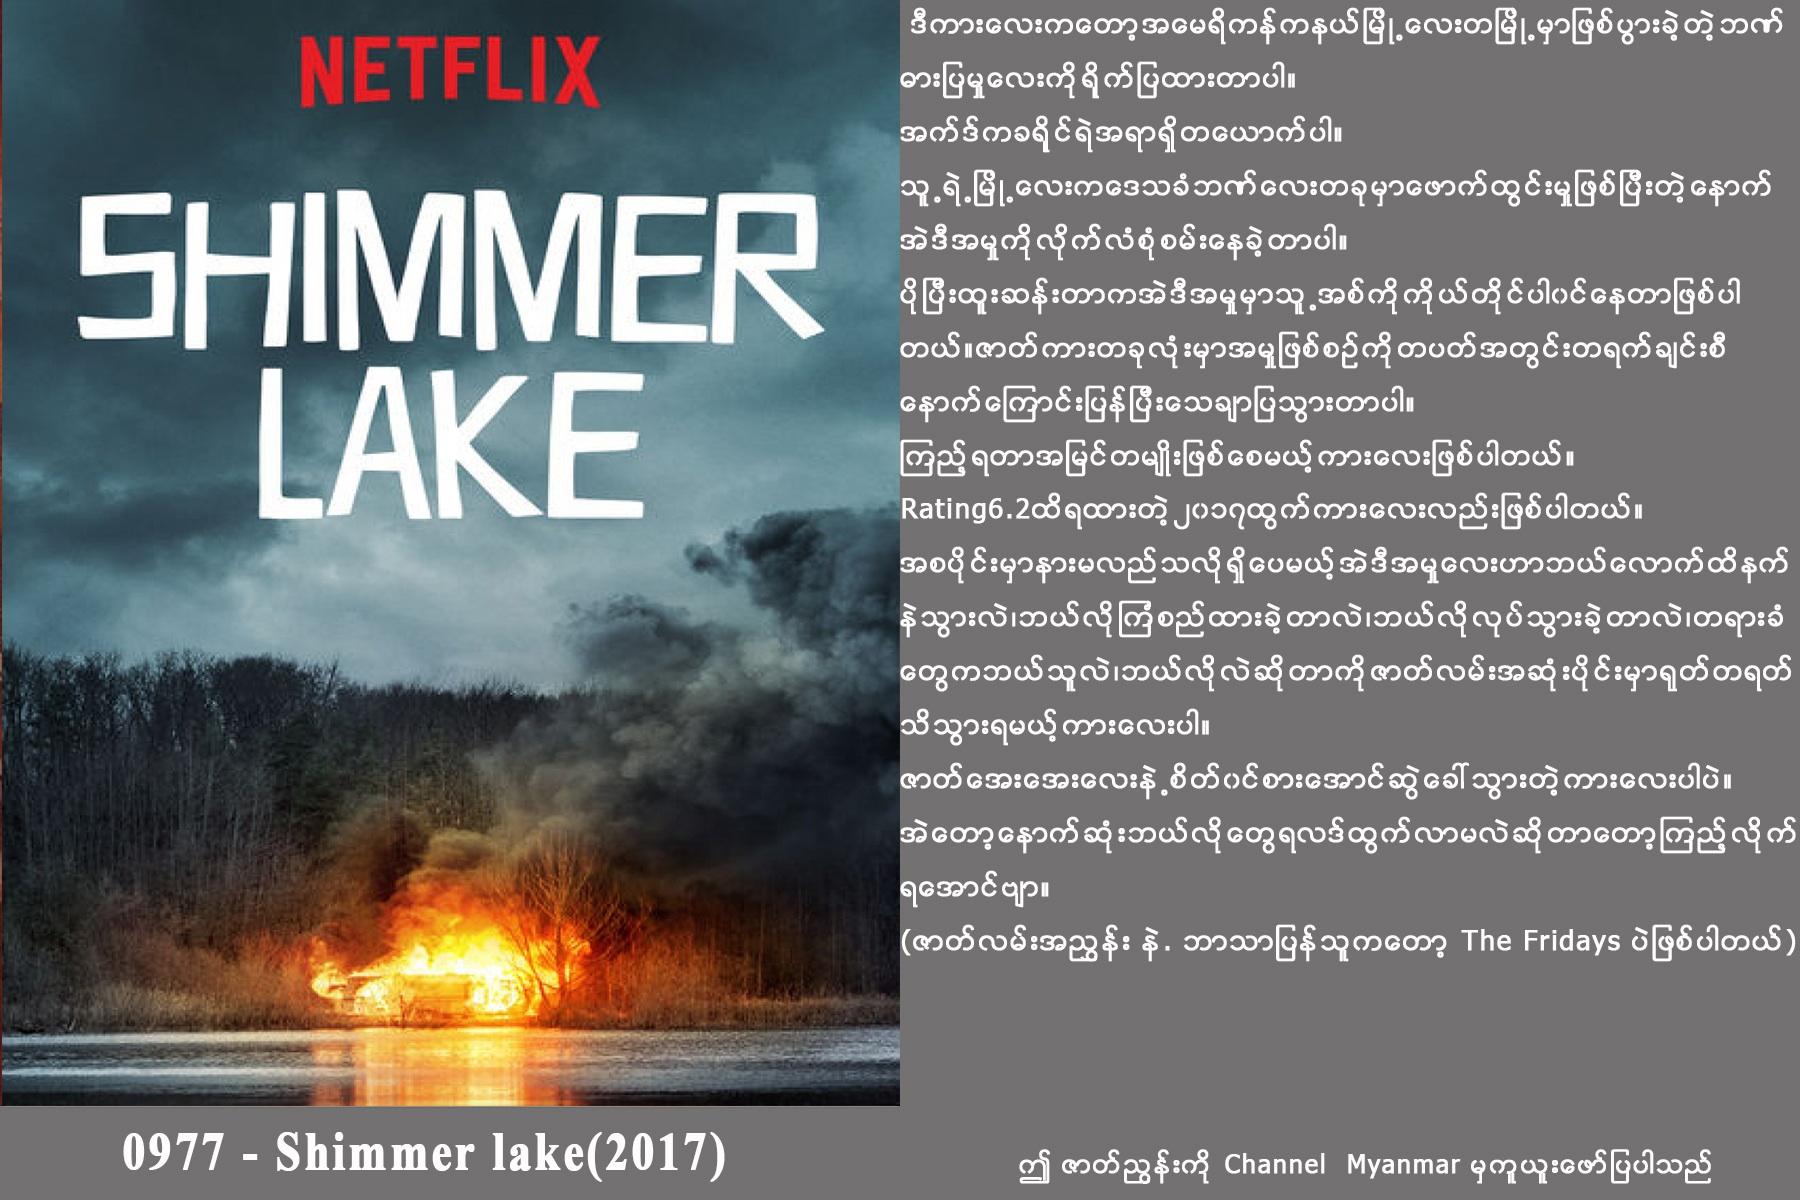 NETFLIX
SHIMMER
LAKE
0977 - Shimmer lake(2017)
ဒီကားလေးကတော့အမေရိကန်ကနယ်မြို့လေးတမြို့မှာဖြစ်ပွားခဲ့တဲ့ဘဏ်
ဓားပြမှုလေးကိုရိုက်ပြထားတာပါ။
အက်ဒ်ကခရိုင်ရဲအရာရှိတယောက်ပါ။
သူ့ရဲ့မြို့လေးကဒေသခံဘဏ်လေးတခုမှာဖောက်ထွင်းမှုဖြစ်ပြီးတဲ့နောက်
အဲဒီအမှုကိုလိုက်လံစုံစမ်းနေခဲ့တာပါ။
ပိုပြီးထူးဆန်းတာကအဲဒီအမှုမှာသူ့အစ်ကိုကိုယ်တိုင်ပါဝင်နေတာဖြစ်ပါ
တယ်။ဇာတ်ကားတခုလုံးမှာအမှုဖြစ်စဉ်ကိုတပတ်အတွင်းတရက်ချင်းစီ
နောက်ကြောင်းပြန်ပြီးသေချာပြသွားတာပါ။
ကြည့်ရတာအမြင်တမျိုးဖြစ်စေမယ့်ကားလေးဖြစ်ပါတယ်။
Rating6.2ထိရထားတဲ့၂၀၁၇ထွက်ကားလေးလည်းဖြစ်ပါတယ်။
အစပိုင်းမှာနားမလည်သလိုရှိပေမယ့်အဲဒီအမှုလေးဟာဘယ်လောက်ထိနက်
နဲသွားလဲ၊ဘယ်လိုကြံစည်ထားခဲ့တာလဲ၊ဘယ်လိုလုပ်သွားခဲ့တာလဲ၊တရားခံ
တွေကဘယ်သူလဲ၊ဘယ်လိုလဲဆိုတာကိုဇာတ်လမ်းအဆုံးပိုင်းမှာရုတ်တရတ်
သိသွားရမယ့်ကားလေးပါ။
ဇာတ်အေးအေးလေးနဲ့စိတ်ဝင်စားအောင်ဆွဲခေါ်သွားတဲ့ကားလေးပါပဲ။
အဲတော့နောက်ဆုံးဘယ်လိုတွေရလဒ်ထွက်လာမလဲဆိုတာတော့ကြည့်လိုက်
ရအောင်ဗျာ။
(ဇာတ်လမ်းအညွှန်း နဲ. ဘာသာပြန်သူကတော့ The Fridays ပဲဖြစ်ပါတယ်)
ဤ ဇာတ်ညွှန်းကို Channel Myanmar မှကူယူးဖော်ပြပါသည်